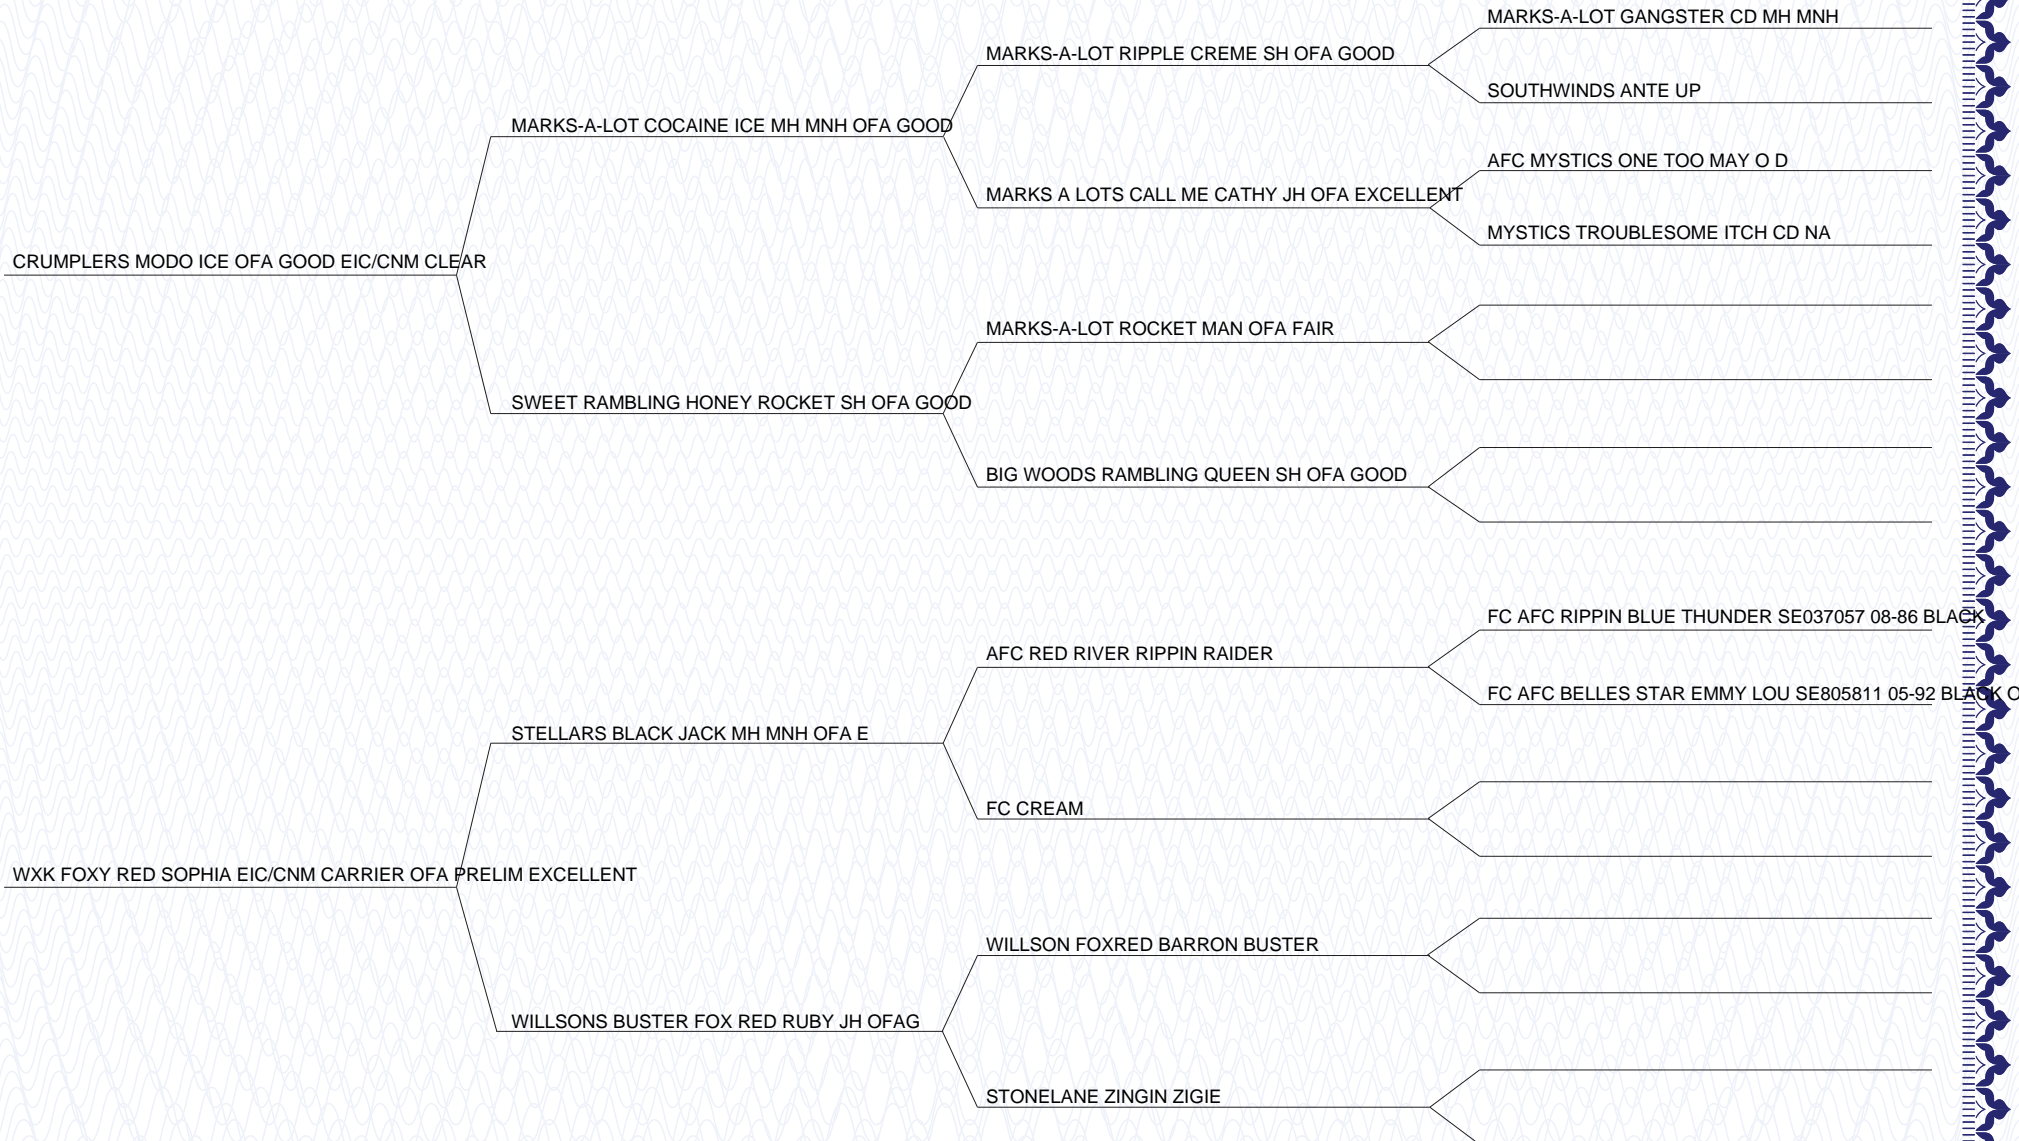 MARKS-A-LOT GANGSTER CD MH MNH
MARKS-A-LOT RIPPLE CREME SH OFA GOOD
SOUTHWINDS ANTE UP
MARKS-A-LOT COCAINE ICE MH MNH OFA GOOD
AFC MYSTICS ONE TOO MAY O D
MARKS A LOTS CALL ME CATHY JH OFA EXCELLENT
MYSTICS TROUBLESOME ITCH CD NA
CRUMPLERS MODO ICE OFA GOOD EIC/CNM CLEAR
MARKS-A-LOT ROCKET MAN OFA FAIR
SWEET RAMBLING HONEY ROCKET SH OFA GOOD
BIG WOODS RAMBLING QUEEN SH OFA GOOD
FC AFC RIPPIN BLUE THUNDER SE037057 08-86 BLACK
AFC RED RIVER RIPPIN RAIDER
FC AFC BELLES STAR EMMY LOU SE805811 05-92 BLACK O
STELLARS BLACK JACK MH MNH OFA E
FC CREAM
WXK FOXY RED SOPHIA EIC/CNM CARRIER OFA PRELIM EXCELLENT
WILLSON FOXRED BARRON BUSTER
WILLSONS BUSTER FOX RED RUBY JH OFAG
STONELANE ZINGIN ZIGIE